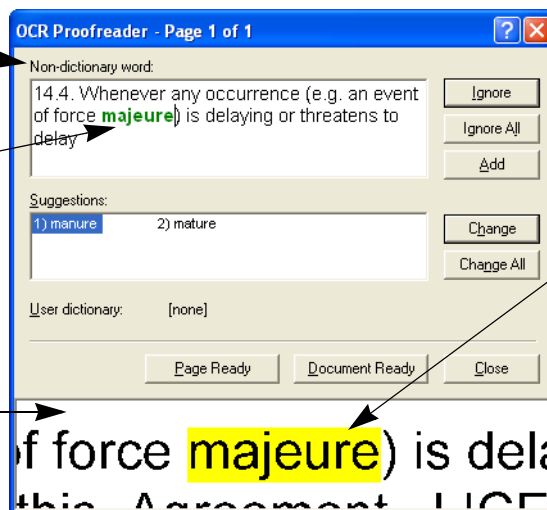 OCR Proofreader - Page 1 of 1
Non-dictionary word:
14.4. Whenever any occurrence (e.g. an event
of force majeure) is delaying or threatens to
delay
Ignore
Ignore All
Add
Suggestions:
1) manure 2) mature
Change
Change All
User dictionary: [none]
Page Ready Document Ready Close
of force majeure) is dela
this Agreement